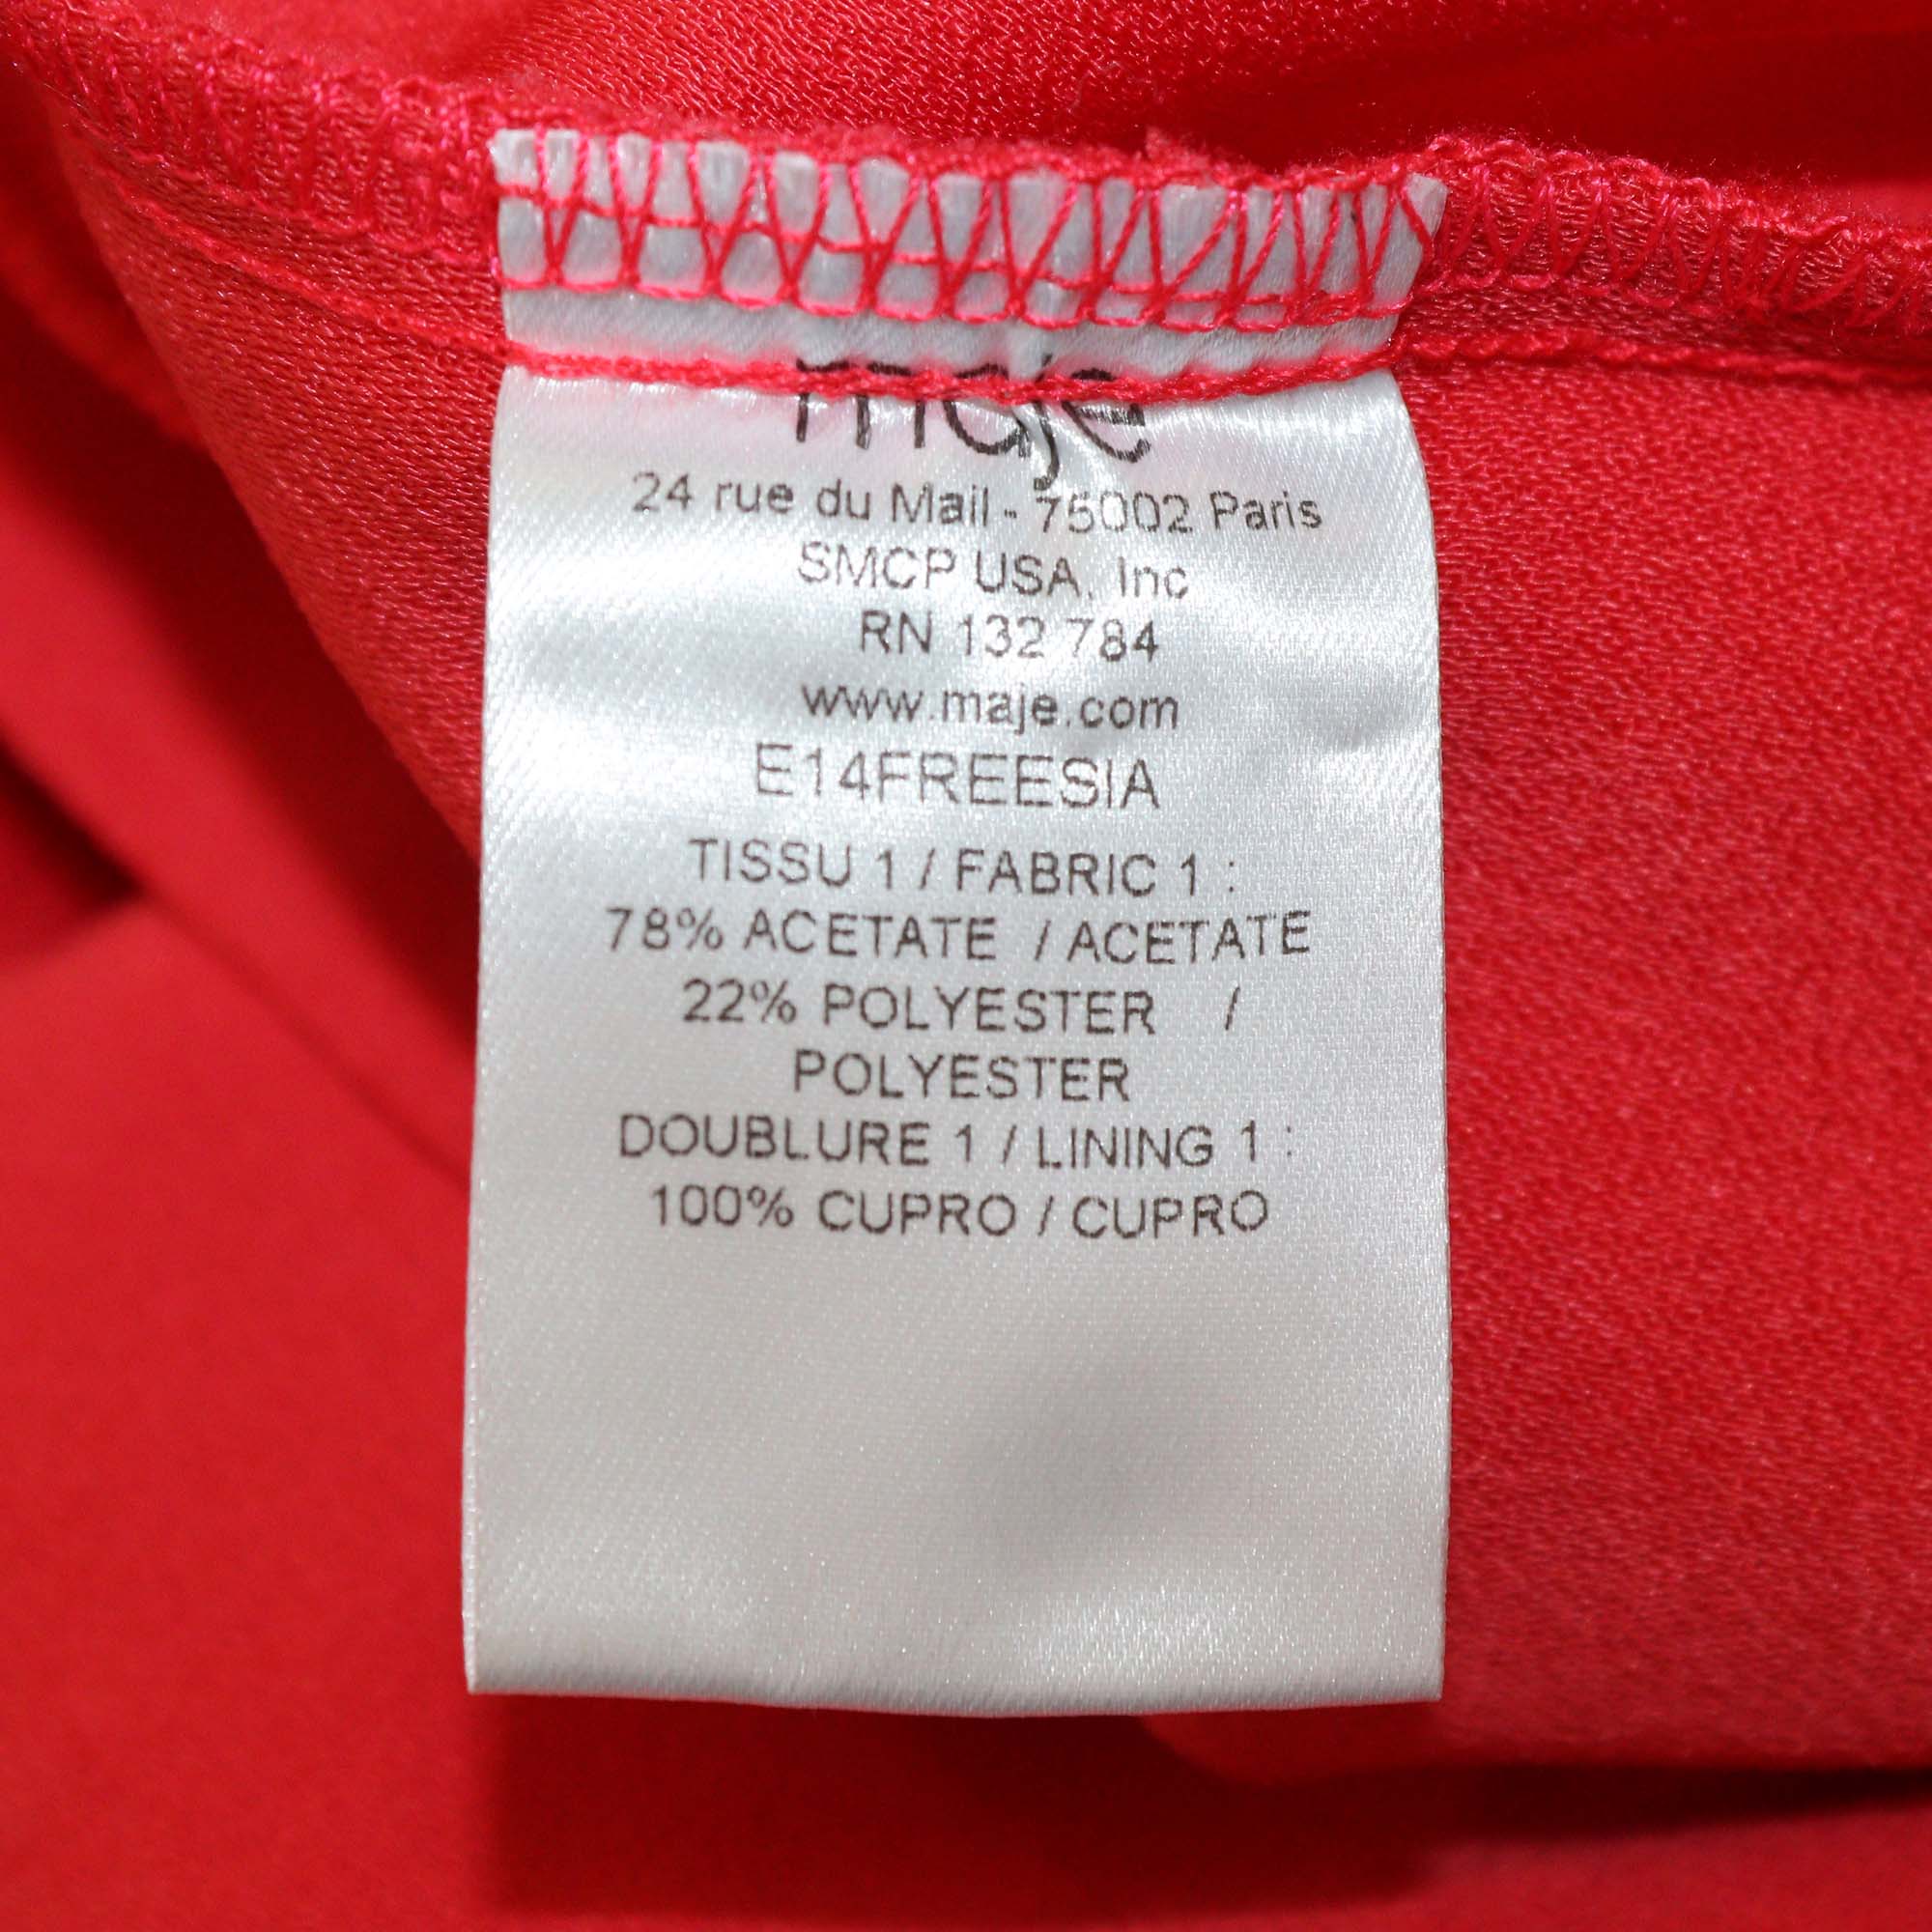 maje
24 rue du Mail - 75002 Paris
SMCP USA, Inc
RN 132 784
www.maje.com
E14FREESIA
TISSU 1 / FABRIC 1 :
78% ACETATE / ACETATE
22% POLYESTER /
POLYESTER
DOUBLURE 1 / LINING 1 :
100% CUPRO / CUPRO